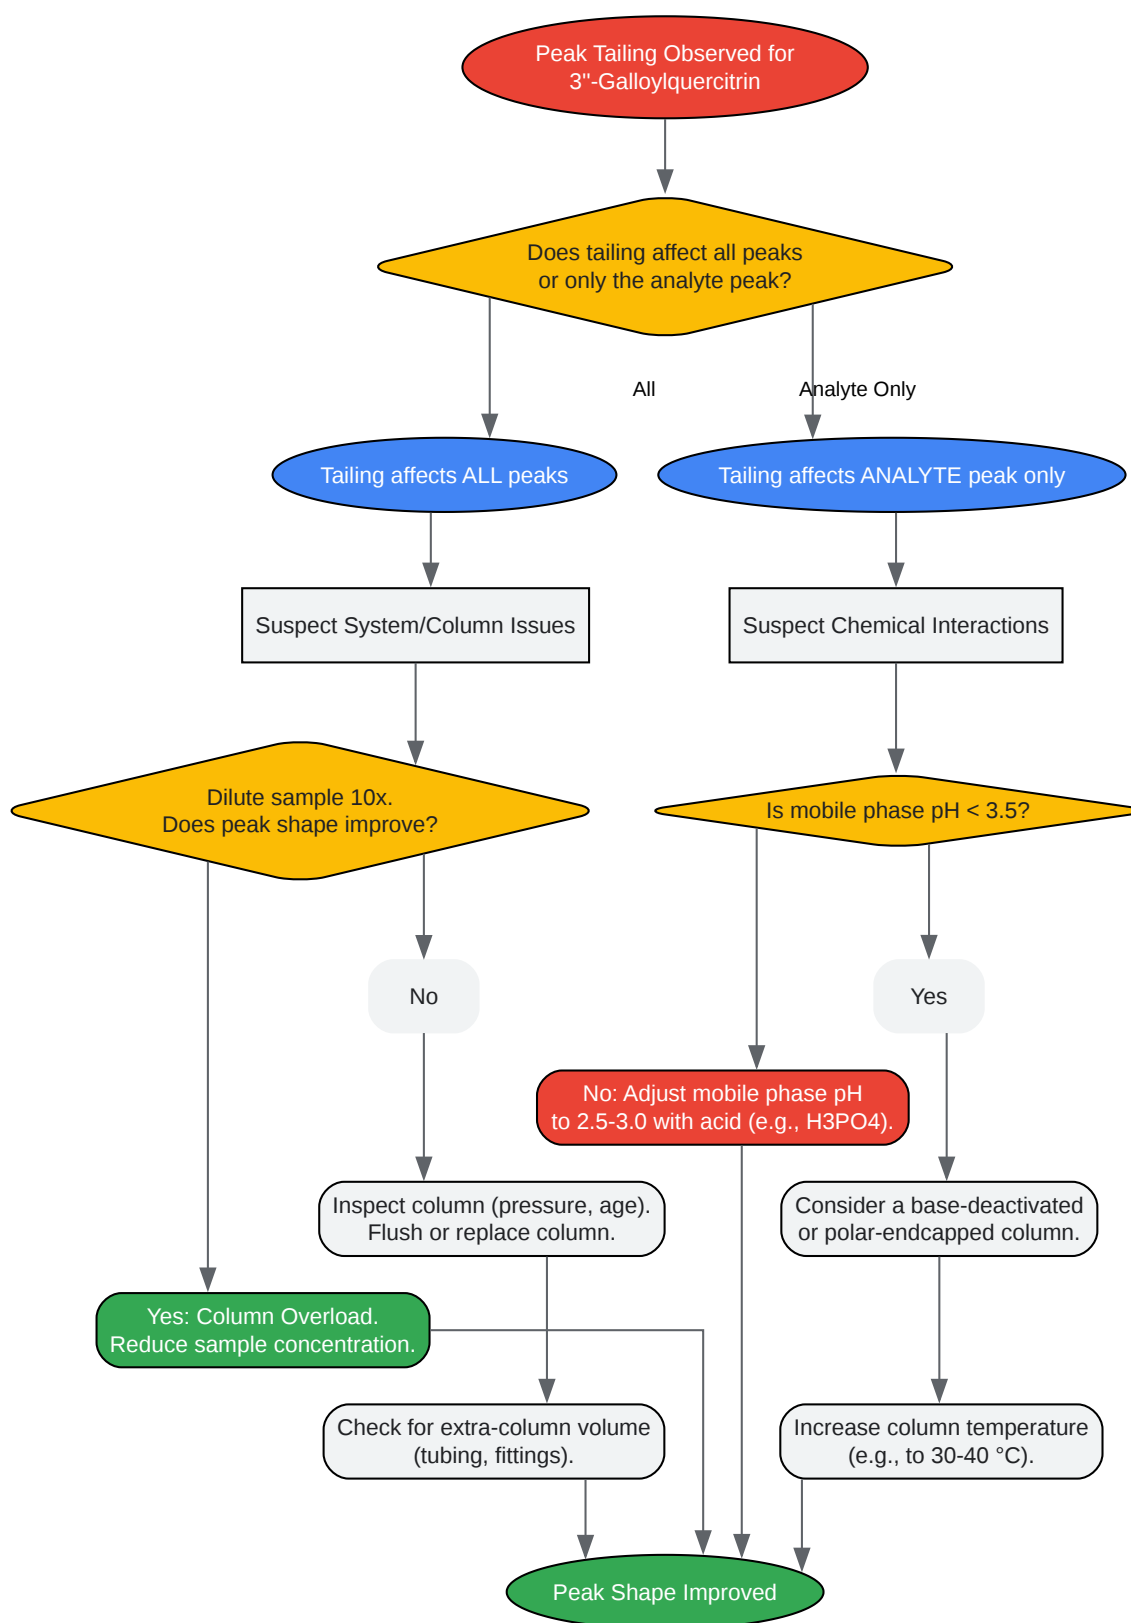 Peak Tailing Observed for
3"-Galloylquercitrin
Does tailing affect all peaks
or only the analyte peak?
All
Analyte Only
Tailing affects ALL peaks
Tailing affects ANALYTE peak only
Suspect System/Column Issues
Suspect Chemical Interactions
Dilute sample 10x.
Does peak shape improve?
Is mobile phase pH < 3.5?
No
Yes
No: Adjust mobile phase pH
to 2.5-3.0 with acid (e.g., H3PO4).
Inspect column (pressure, age).
Flush or replace column.
Consider a base-deactivated
or polar-endcapped column.
Yes: Column Overload.
Reduce sample concentration.
Check for extra-column volume
(tubing, fittings).
Increase column temperature
(e.g., to 30-40 °C).
Peak Shape Improved